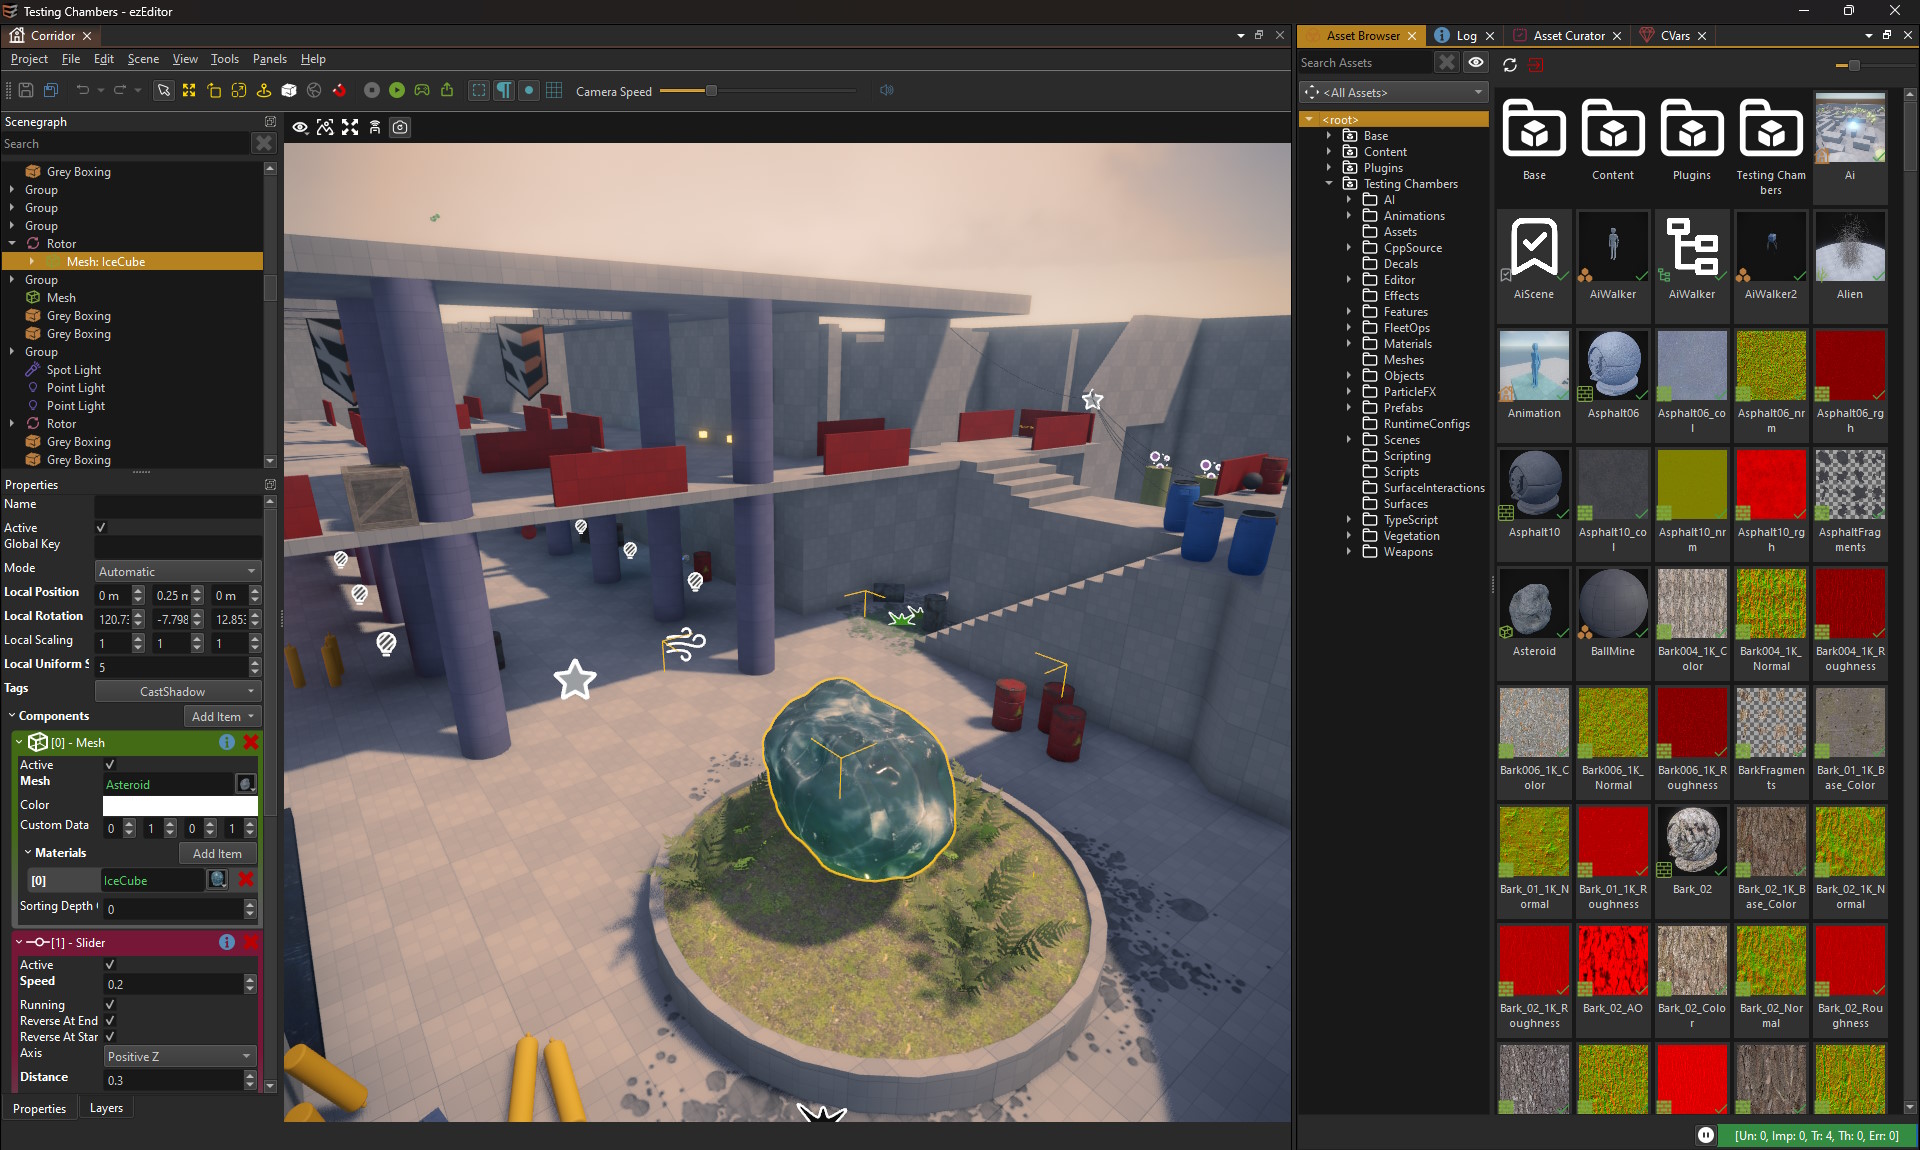 Testing Chambers - ezEditor
Corridor
Project File Edit Scene View Tools Panels Help
Camera Speed
Scenegraph
Search
Grey Boxing
Group
Group
Group
Rotor
Mesh: IceCube
Group
Mesh
Grey Boxing
Grey Boxing
Group
Spot Light
Point Light
Point Light
Rotor
Grey Boxing
Grey Boxing
Properties
Name
Active
Global Key
Mode Automatic
Local Position 0 m 0.25 m 0 m
Local Rotation 120.73 -7.798 12.853
Local Scaling 1 1 1
Local Uniform S 5
Tags CastShadow
Components Add Item
[0] - Mesh
Active
Mesh Asteroid
Color
Custom Data 0 1 0 1
Materials Add Item
[0] IceCube
Sorting Depth 0
[1] - Slider
Active
Speed 0.2
Running
Reverse At End
Reverse At Star
Axis Positive Z
Distance 0.3
Properties Layers
Asset Browser Log Asset Curator CVars
Search Assets
<All Assets>
<root>
Base
Content
Plugins
Testing Chambers
AI
Animations
Assets
CppSource
Decals
Editor
Effects
Features
FleetOps
Materials
Meshes
Objects
ParticleFX
Prefabs
RuntimeConfigs
Scenes
Scripting
Scripts
SurfaceInteractions
Surfaces
TypeScript
Vegetation
Weapons
Base Content Plugins Testing Cham Ai
bers
AiScene AiWalker AiWalker AiWalker2 Alien
Animation Asphalt06 Asphalt06_co Asphalt06_nr Asphalt06_rg
l m h
Asphalt10 Asphalt10_co Asphalt10_nr Asphalt10_rg AsphaltFrag
l m h ments
Asteroid BallMine Bark004_1K_C Bark004_1K_ Bark004_1K_R
olor Normal oughness
Bark006_1K_C Bark006_1K_ Bark006_1K_R BarkFragmen Bark_01_1K_B
olor Normal oughness ts ase_Color
Bark_01_1K_N Bark_01_1K_R Bark_02 Bark_02_1K_B Bark_02_1K_N
ormal oughness ase_Color ormal
Bark_02_1K_R Bark_02_AO Bark_02_Colo Bark_02_Nor Bark_02_Rou
oughness r mal ghness
[Un: 0, Imp: 0, Tr: 4, Th: 0, Err: 0]